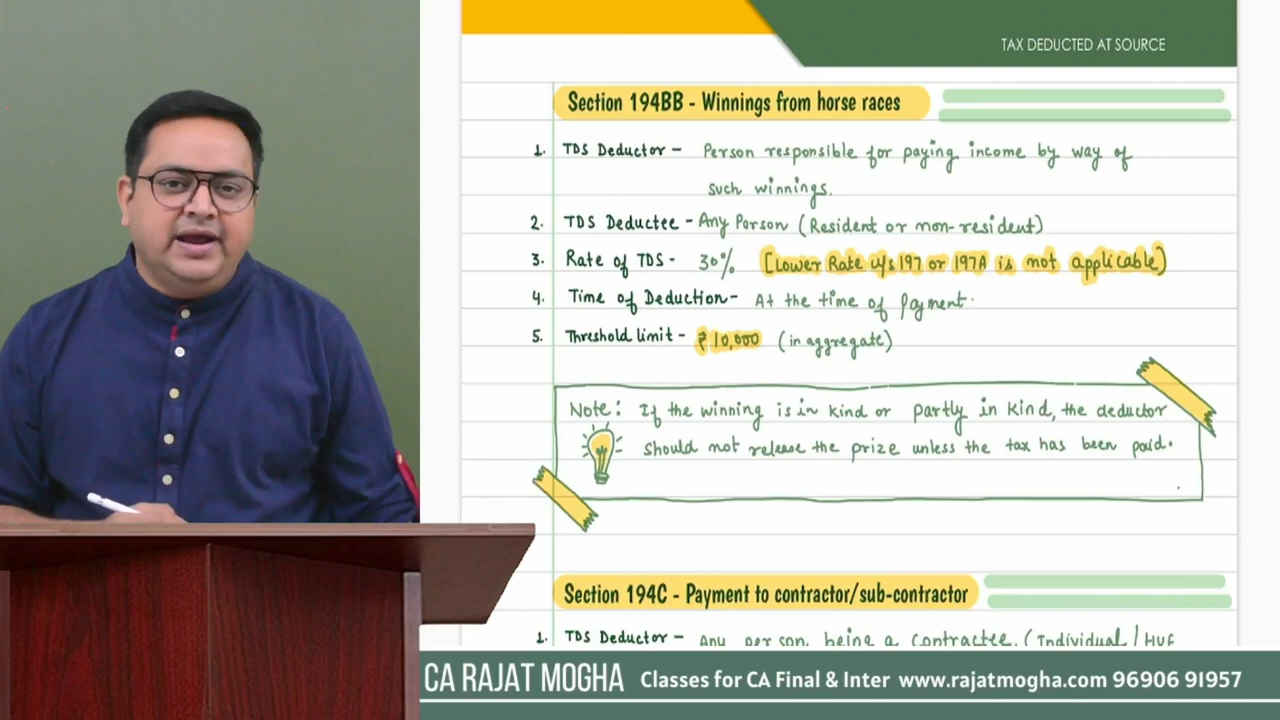 TAX DEDUCTED AT SOURCE
Section 194BB - Winnings from horse races
1. TDS Deductor - Person responsible for paying income by way of
such winnings.
2. TDS Deductee - Any Person (Resident or non-resident)
3. Rate of TDS - 30% [Lower Rate u/s 197 or 197A is not applicable)
4. Time of Deduction - At the time of Payment.
5. Threshold limit - ₹ 10,000 (in aggregate)
Note: If the winning is in kind or partly in kind, the deductor
should not release the prize unless the tax has been paid.
Section 194C - Payment to contractor/sub-contractor
1. TDS Deductor - Any person, being a contractee, (Individual / HUF
CA RAJAT MOGHA Classes for CA Final & Inter www.rajatmogha.com 96906 91957